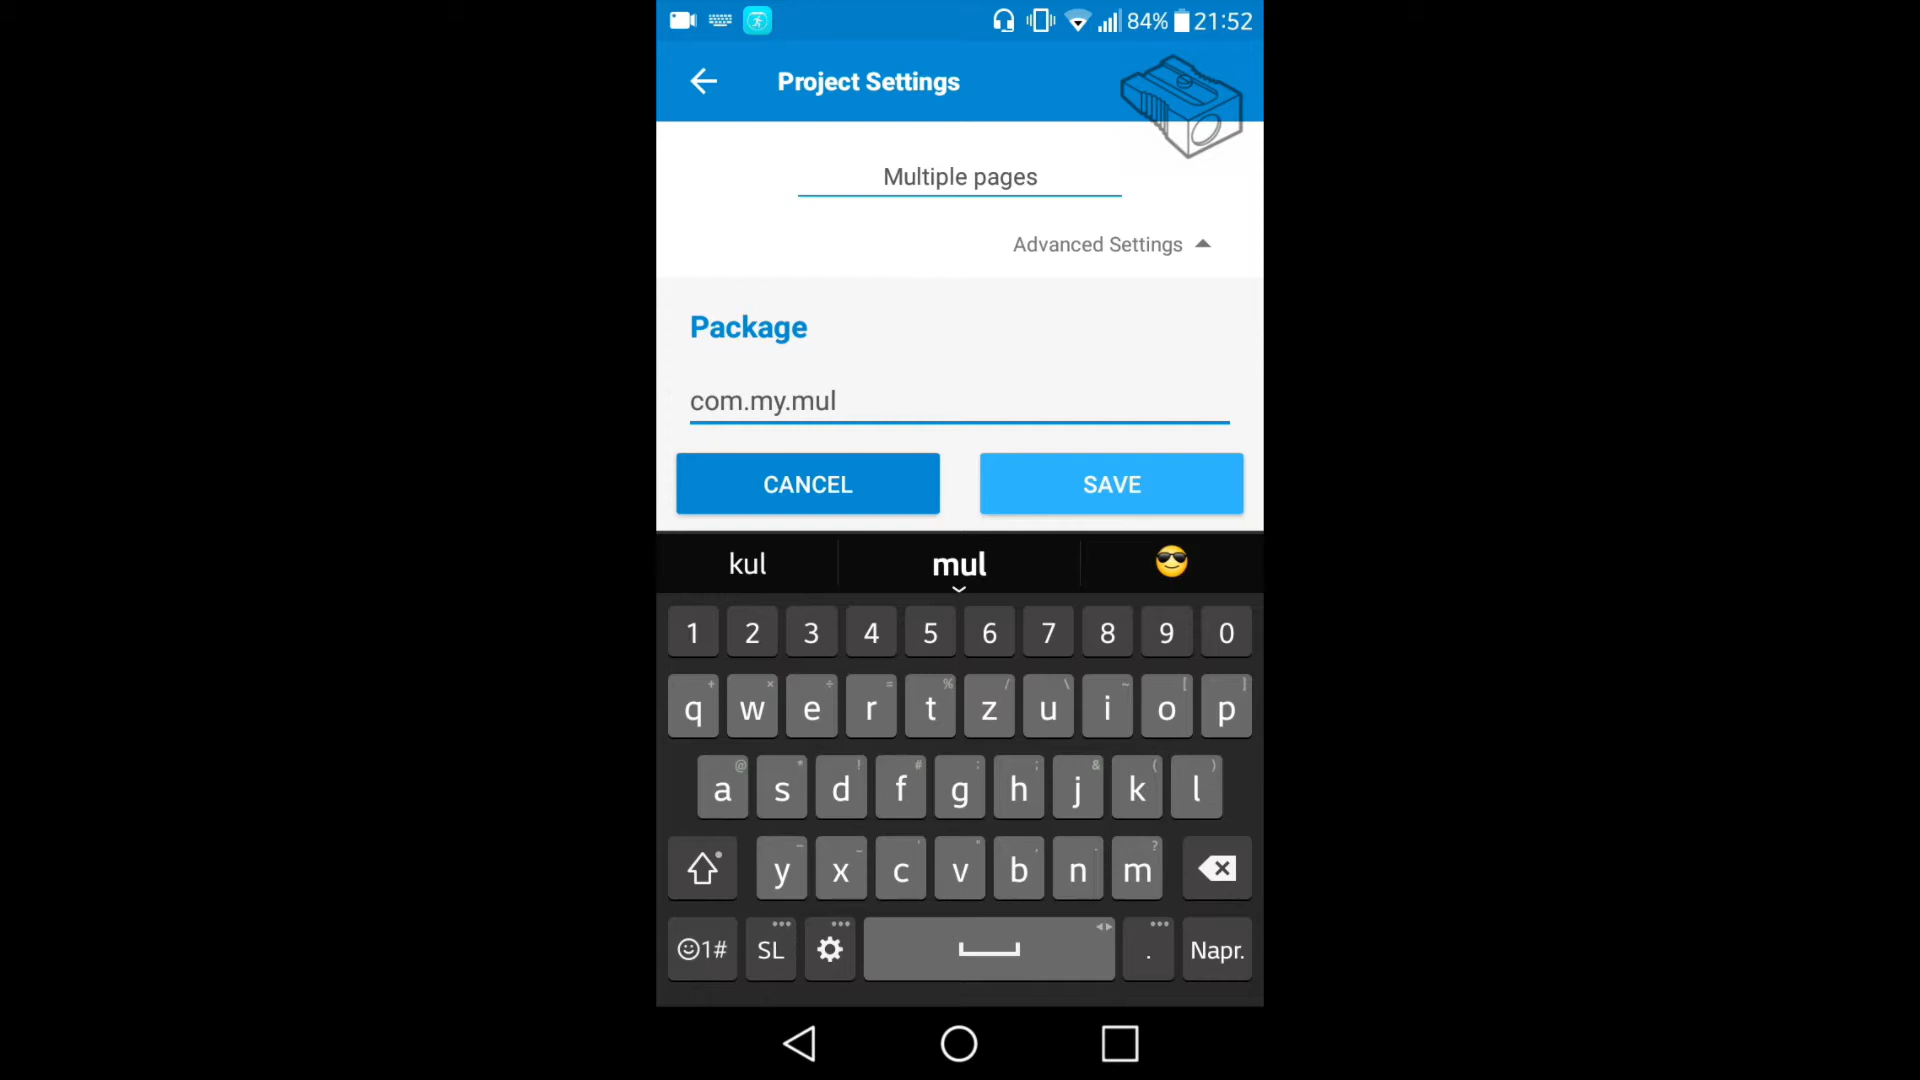 84% 21:52
Project Settings
Multiple pages
Advanced Settings
Package
com.my.mul
CANCEL SAVE
kul mul
1 2 3 4 5 6 7 8 9 0
+ × ÷ = % / \ ~ [ ]
q w e r t z u i o p
@ * ! # : ; & ( )
a s d f g h j k l
- _ ' " , . ?
y x c v b n m
1# SL . Napr.